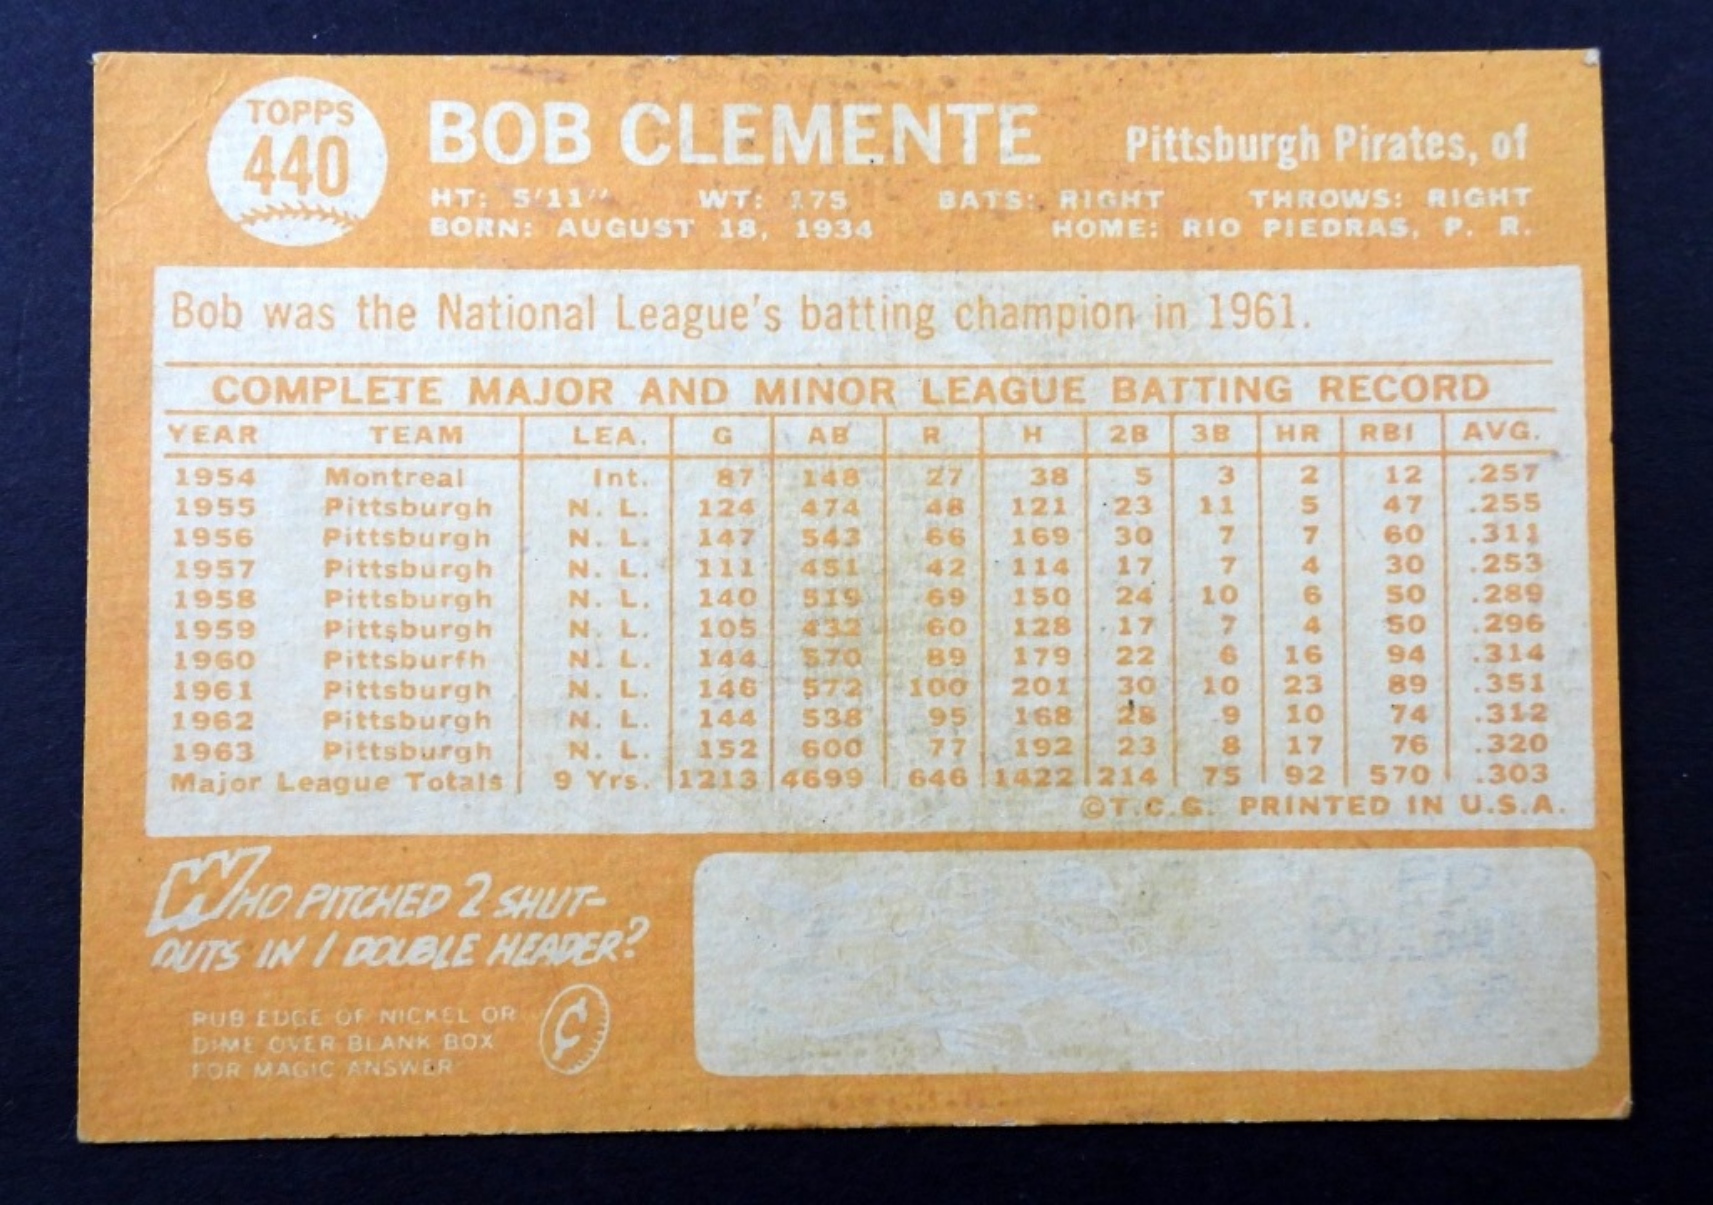 TOPPS
440
BOB CLEMENTE
Pittsburgh Pirates, of
HT: 5'11" WT: 175 BATS: RIGHT THROWS: RIGHT
BORN: AUGUST 18, 1934 HOME: RIO PIEDRAS, P. R.
Bob was the National League's batting champion in 1961.
COMPLETE MAJOR AND MINOR LEAGUE BATTING RECORD
YEAR TEAM LEA. G AB R H 2B 3B HR RBI AVG.
1954 Montreal Int. 87 148 27 38 5 3 2 12 .257
1955 Pittsburgh N. L. 124 474 48 121 23 11 5 47 .255
1956 Pittsburgh N. L. 147 543 66 169 30 7 7 60 .311
1957 Pittsburgh N. L. 111 451 42 114 17 7 4 30 .253
1958 Pittsburgh N. L. 140 519 69 150 24 10 6 50 .289
1959 Pittsburgh N. L. 105 432 60 128 17 7 4 50 .296
1960 Pittsburfh N. L. 144 570 89 179 22 6 16 94 .314
1961 Pittsburgh N. L. 146 572 100 201 30 10 23 89 .351
1962 Pittsburgh N. L. 144 538 95 168 28 9 10 74 .312
1963 Pittsburgh N. L. 152 600 77 192 23 8 17 76 .320
Major League Totals 9 Yrs. 1213 4699 646 1422 214 75 92 570 .303
©T.C.G. PRINTED IN U.S.A.
WHO PITCHED 2 SHUT-
OUTS IN 1 DOUBLE HEADER?
RUB EDGE OF NICKEL OR
DIME OVER BLANK BOX
FOR MAGIC ANSWER
¢